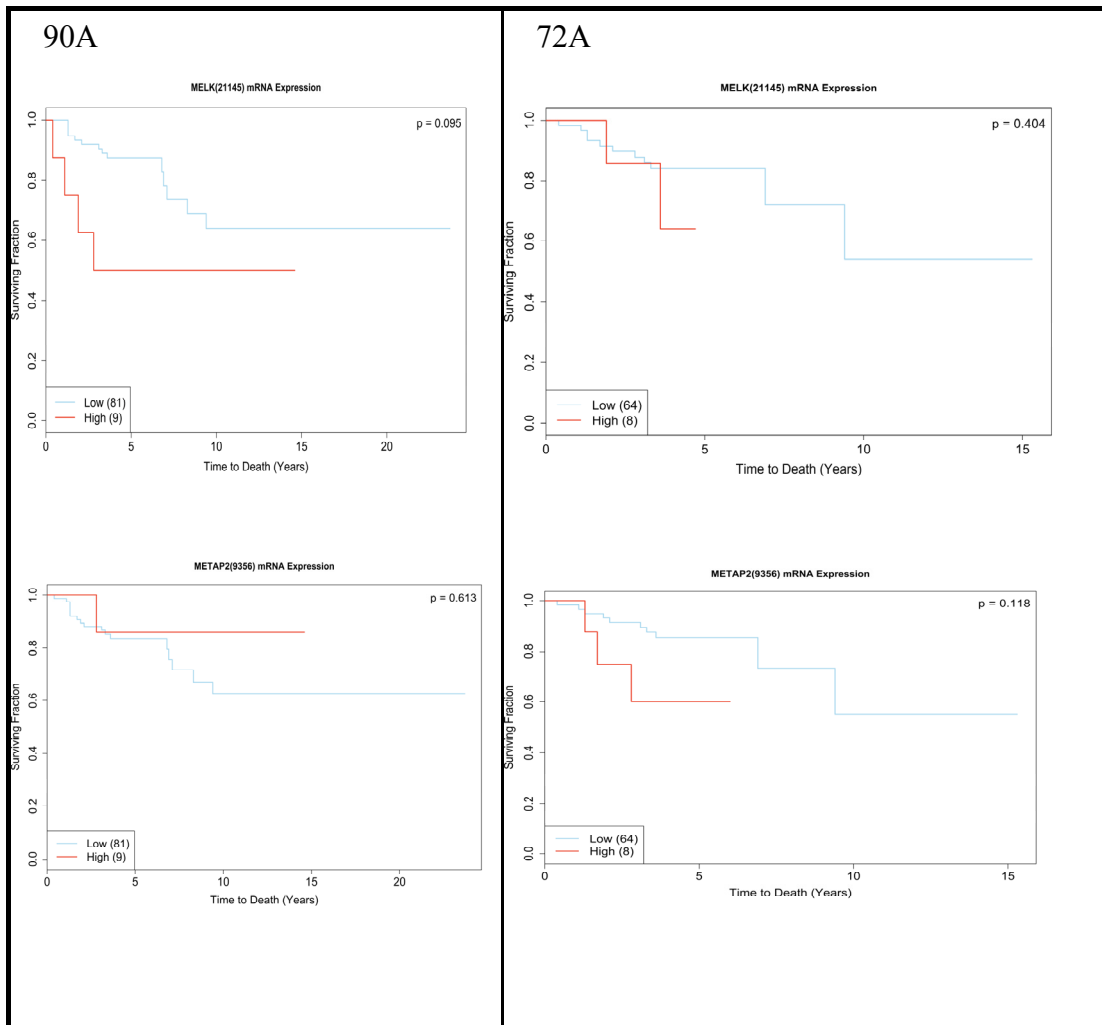 90A
MELK(21145) mRNA Expression
p = 0.095
1.0
0.8
0.6
0.4
0.2
0.0
Surviving Fraction
Low (81)
High (9)
0 5 10 15 20
Time to Death (Years)
METAP2(9356) mRNA Expression
p = 0.613
1.0
0.8
0.6
0.4
0.2
0.0
Surviving Fraction
Low (81)
High (9)
0 5 10 15 20
Time to Death (Years)
72A
MELK(21145) mRNA Expression
p = 0.404
1.0
0.8
0.6
0.4
0.2
0.0
Surviving Fraction
Low (64)
High (8)
0 5 10 15
Time to Death (Years)
METAP2(9356) mRNA Expression
p = 0.118
1.0
0.8
0.6
0.4
0.2
0.0
Surviving Fraction
Low (64)
High (8)
0 5 10 15
Time to Death (Years)